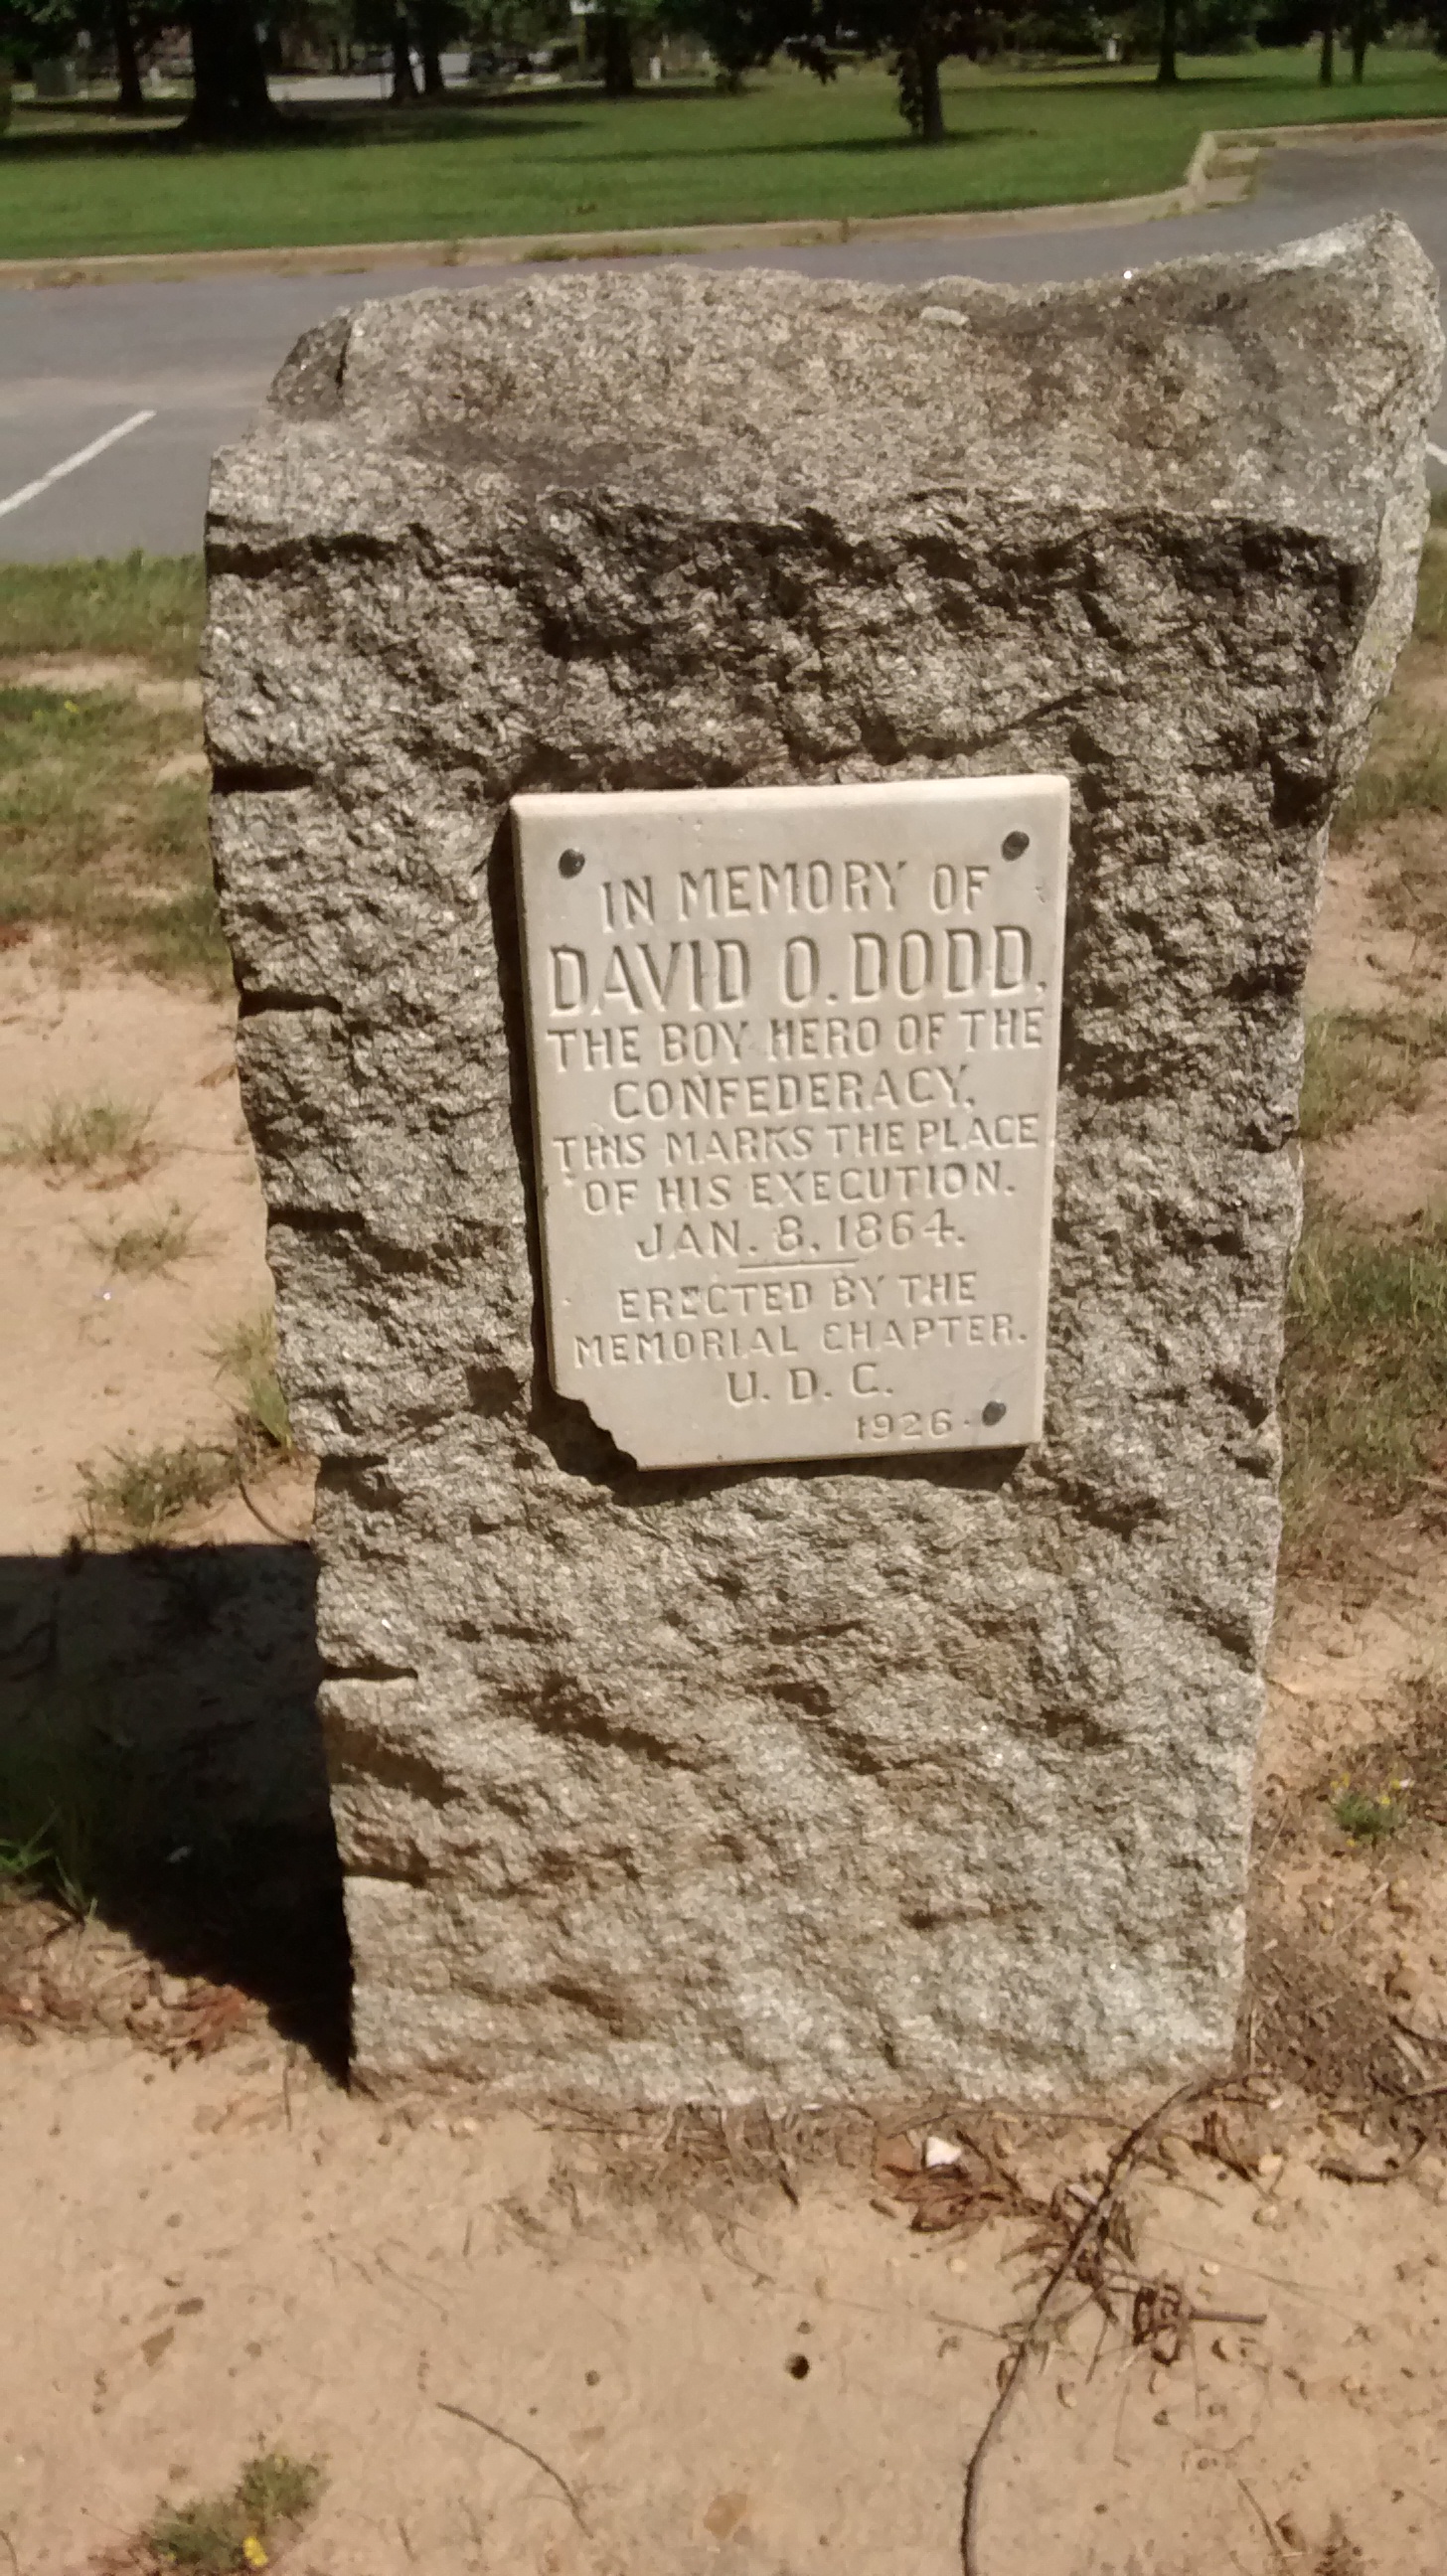 IN MEMORY OF
DAVID O. DODD.
THE BOY HERO OF THE
CONFEDERACY.
THIS MARKS THE PLACE
OF HIS EXECUTION.
JAN. 8. 1864.
ERECTED BY THE
MEMORIAL CHAPTER.
U. D. C.
1926.